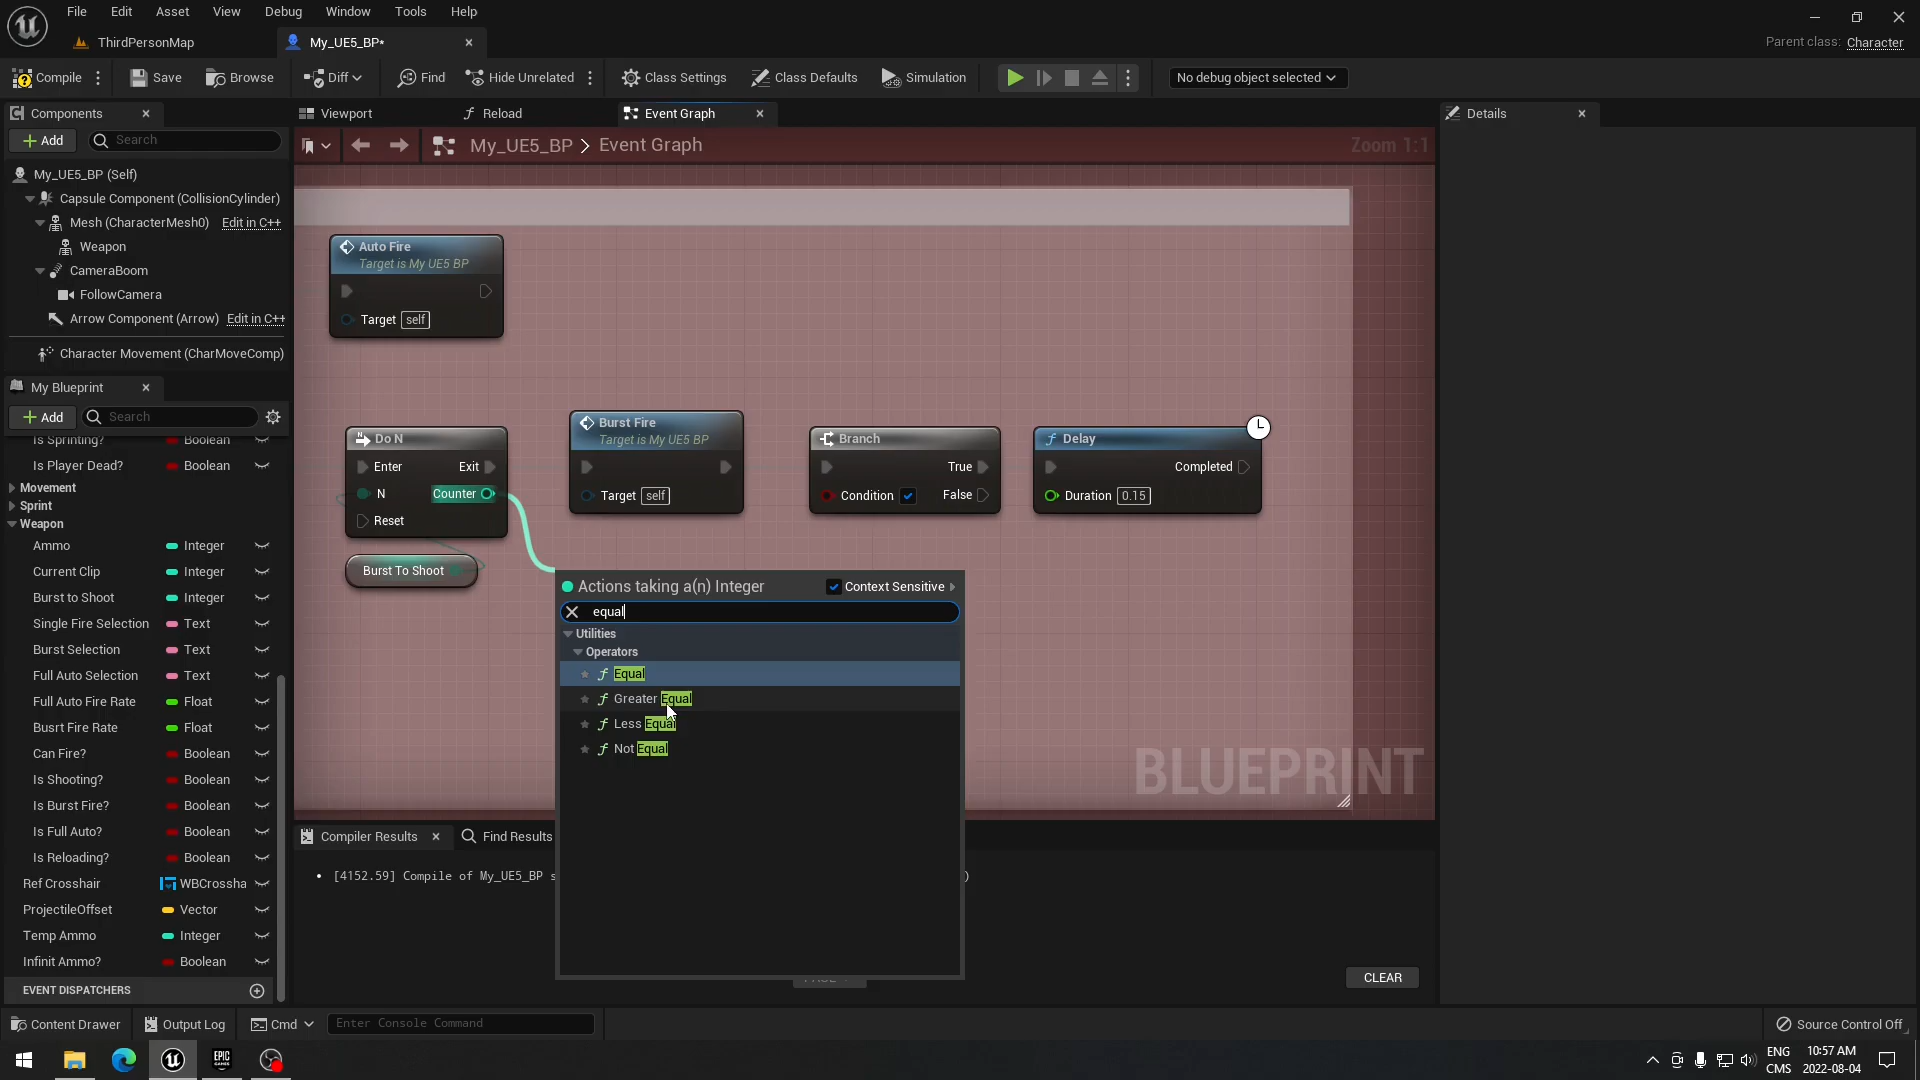 File Edit Asset View Debug Window Tools Help
ThirdPersonMap
My_UE5_BP*
Parent class: Character
Compile Save Browse Diff Find Hide Unrelated Class Settings Class Defaults Simulation No debug object selected
Components
Viewport Reload Event Graph
Details
Add Search
My_UE5_BP > Event Graph
Zoom 1:1
My_UE5_BP (Self)
Capsule Component (CollisionCylinder)
Mesh (CharacterMesh0) Edit in C++
Weapon
CameraBoom
FollowCamera
Arrow Component (Arrow) Edit in C++
Character Movement (CharMoveComp)
My Blueprint
Add Search
Is Sprinting? Boolean
Is Player Dead? Boolean
Movement
Sprint
Weapon
Ammo Integer
Current Clip Integer
Burst to Shoot Integer
Single Fire Selection Text
Burst Selection Text
Full Auto Selection Text
Full Auto Fire Rate Float
Busrt Fire Rate Float
Can Fire? Boolean
Is Shooting? Boolean
Is Burst Fire? Boolean
Is Full Auto? Boolean
Is Reloading? Boolean
Ref Crosshair WBCrossha
ProjectileOffset Vector
Temp Ammo Integer
Infinit Ammo? Boolean
EVENT DISPATCHERS
Auto Fire
Target is My UE5 BP
Target self
Do N
Enter Exit
N Counter
Reset
Burst To Shoot
Burst Fire
Target is My UE5 BP
Target self
Branch
True
Condition False
Delay
Completed
Duration 0.15
Actions taking a(n) Integer Context Sensitive
equal
Utilities
Operators
Equal
Greater Equal
Less Equal
Not Equal
BLUEPRINT
Compiler Results Find Results
[4152.59] Compile of My_UE5_BP s
)
CLEAR
Content Drawer Output Log Cmd Enter Console Command
Source Control Off
EPIC
GAMES
ENG
CMS
10:57 AM
2022-08-04